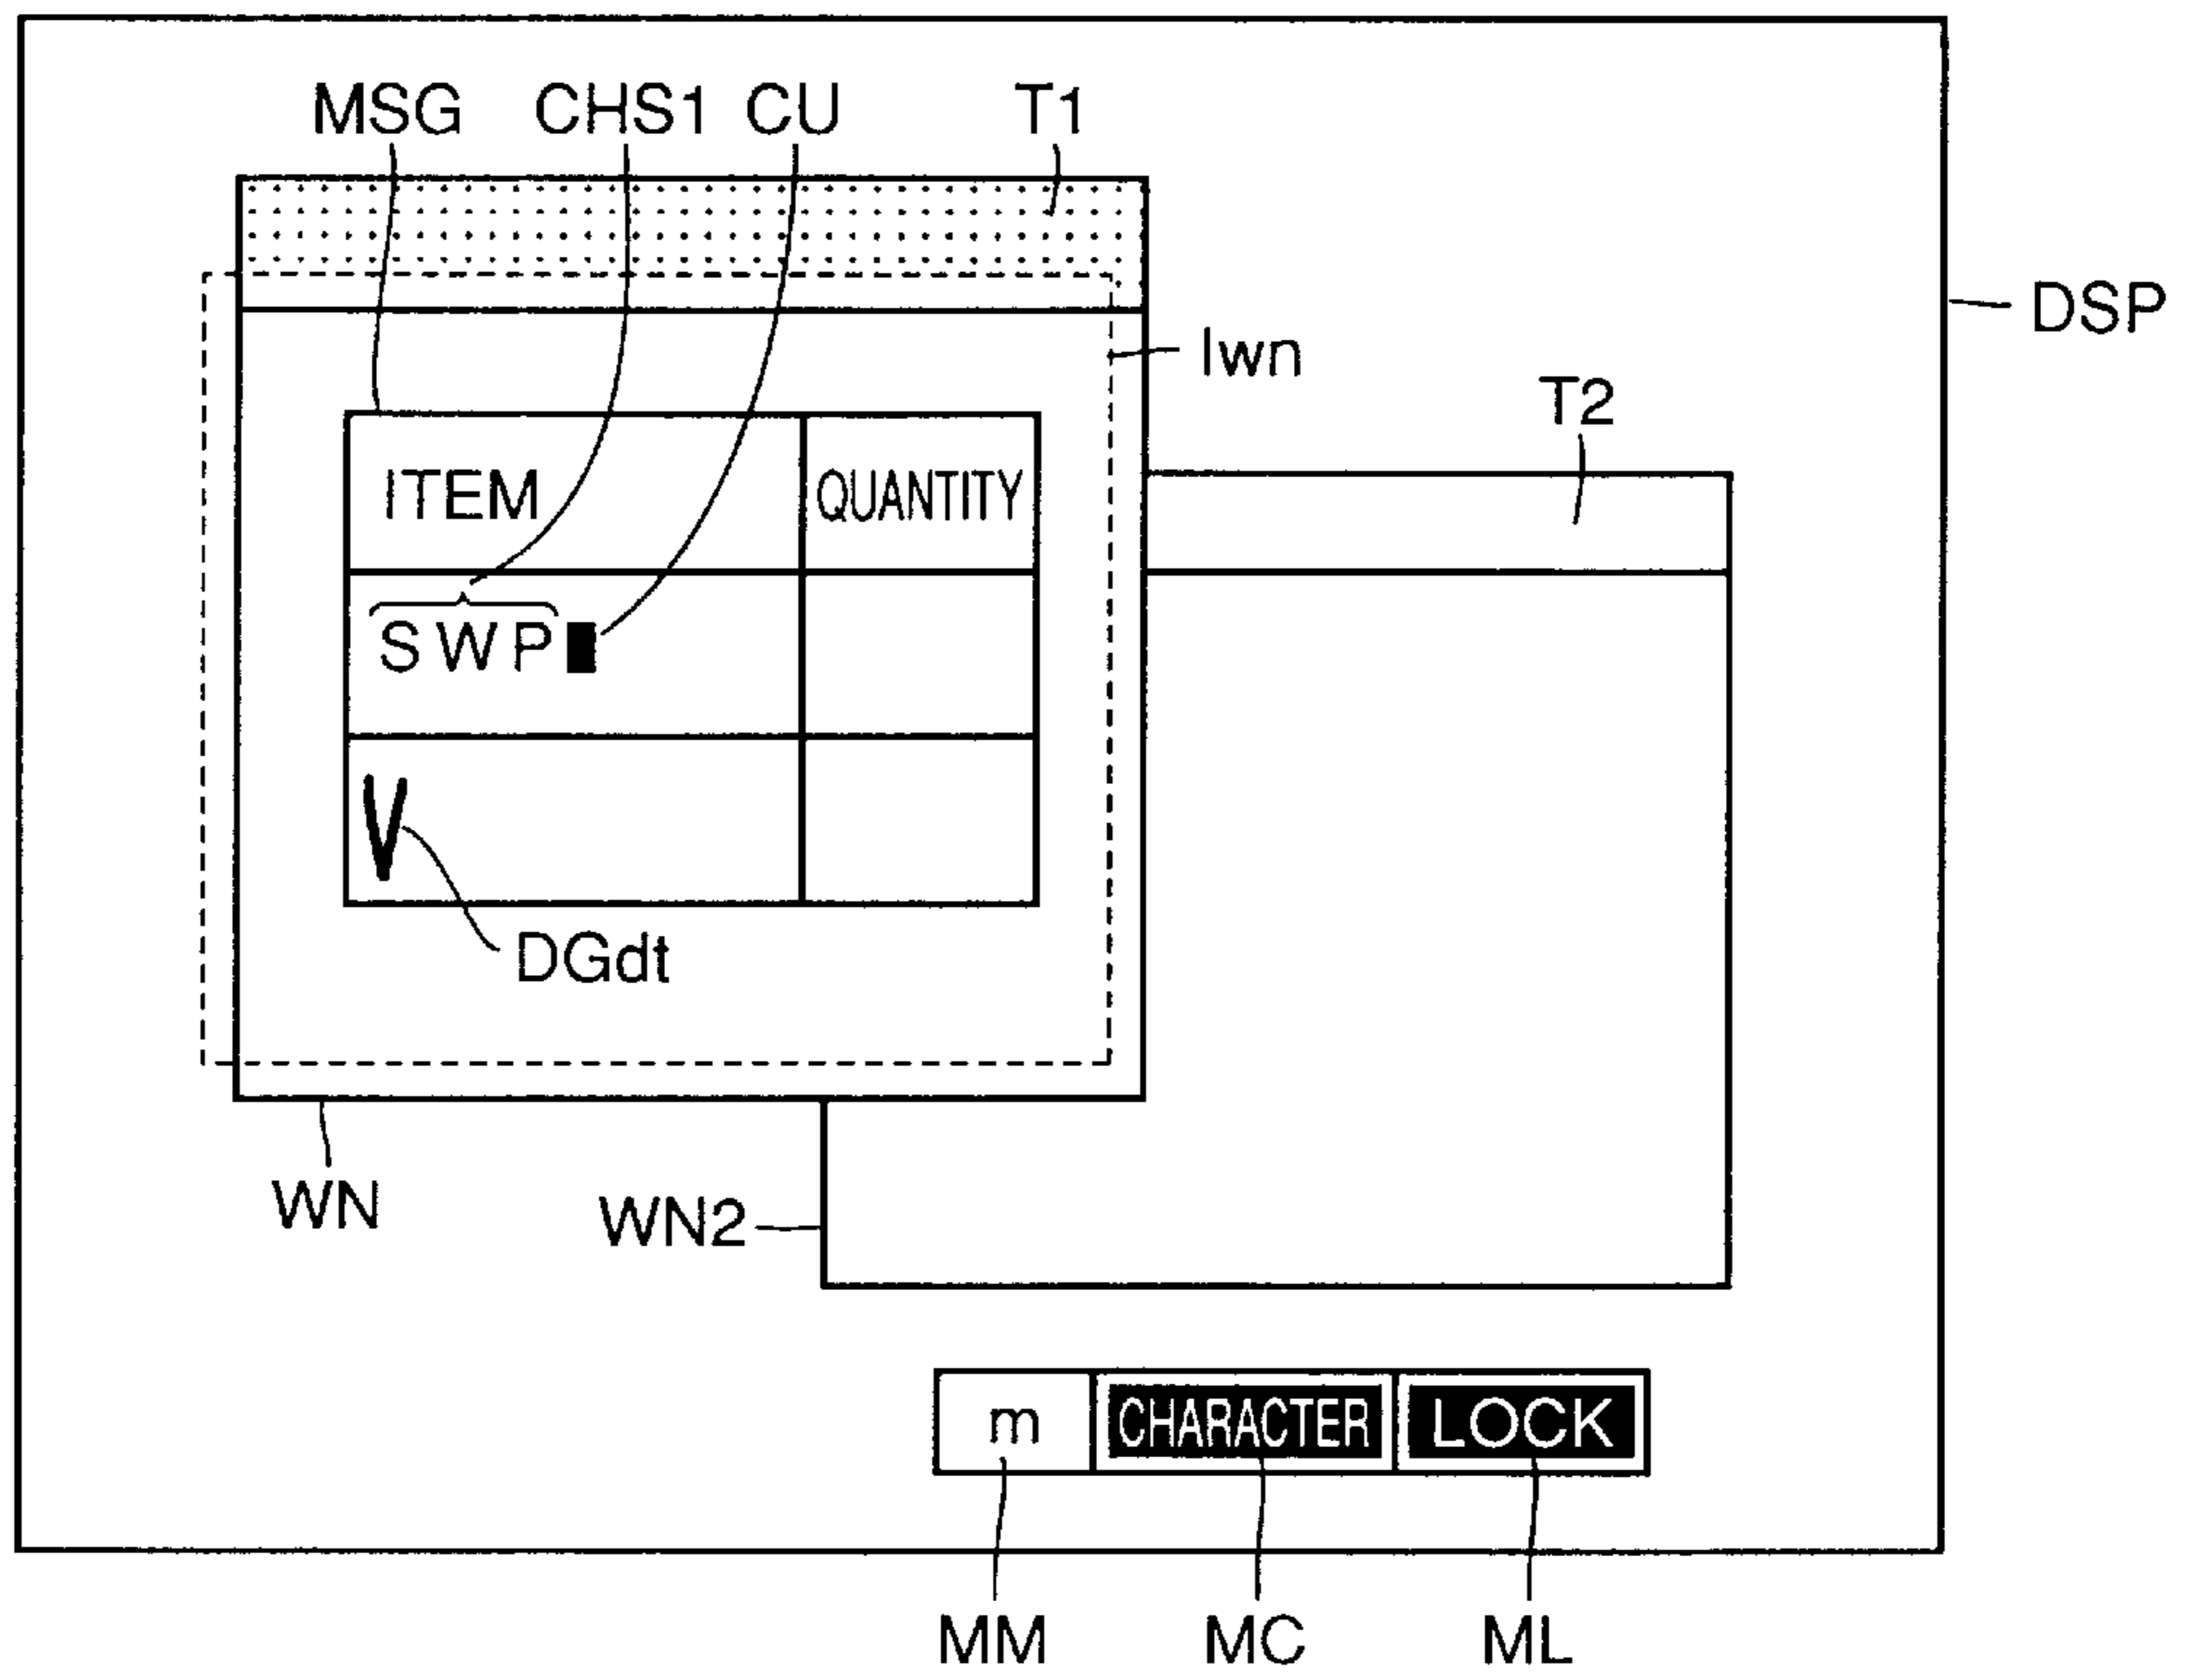 MSG CHS1 CU T1
DSP
Iwn
T2
ITEM QUANTITY
SWP
V
DGdt
WN
WN2
m CHARACTER LOCK
MM MC ML